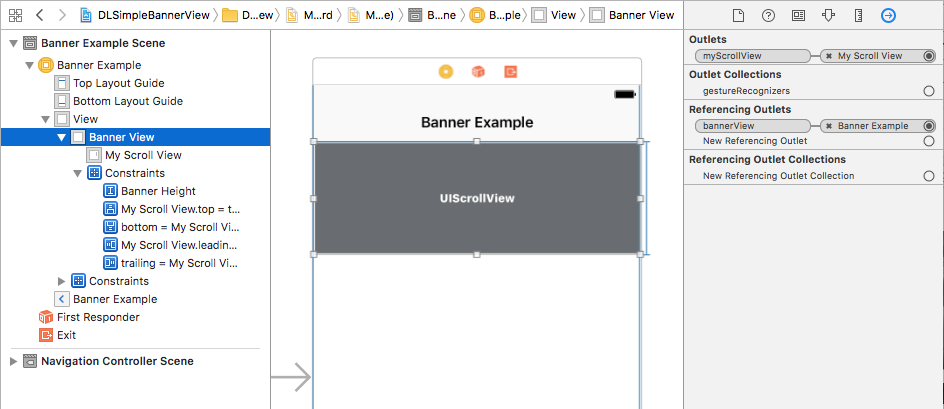 DLSimpleBannerView
D...ew
M...rd
M...e)
B...ne
B...ple
View
Banner View
Banner Example Scene
Banner Example
Top Layout Guide
Bottom Layout Guide
View
Banner View
My Scroll View
Constraints
Banner Height
My Scroll View.top = t...
bottom = My Scroll Vi...
My Scroll View.leadin...
trailing = My Scroll Vi...
Constraints
Banner Example
First Responder
Exit
Navigation Controller Scene
Banner Example
UIScrollView
Outlets
myScrollView
My Scroll View
Outlet Collections
gestureRecognizers
Referencing Outlets
bannerView
Banner Example
New Referencing Outlet
Referencing Outlet Collections
New Referencing Outlet Collection